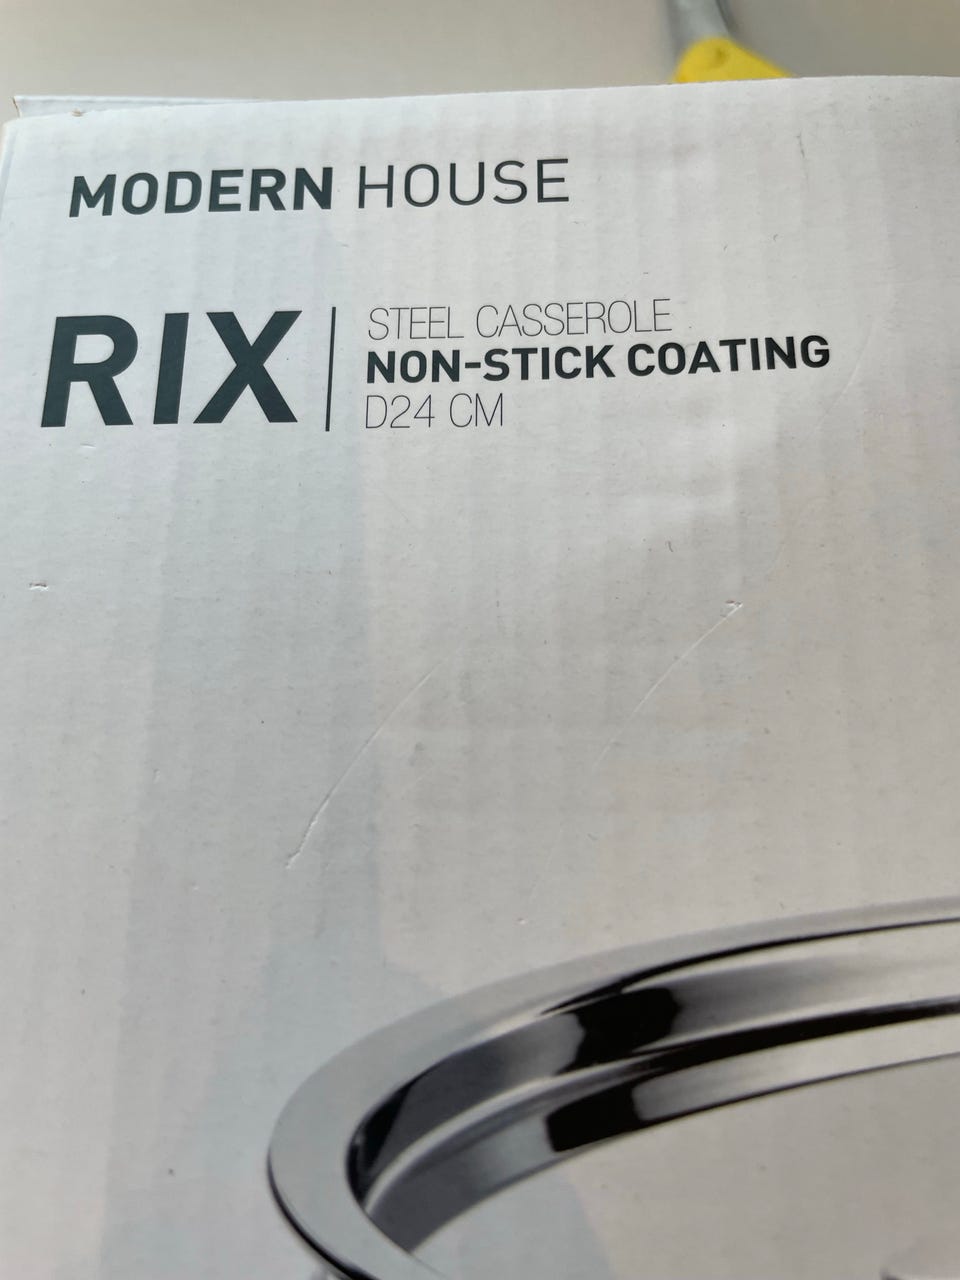 MODERN HOUSE
RIX
STEEL CASSEROLE
NON-STICK COATING
D24 CM